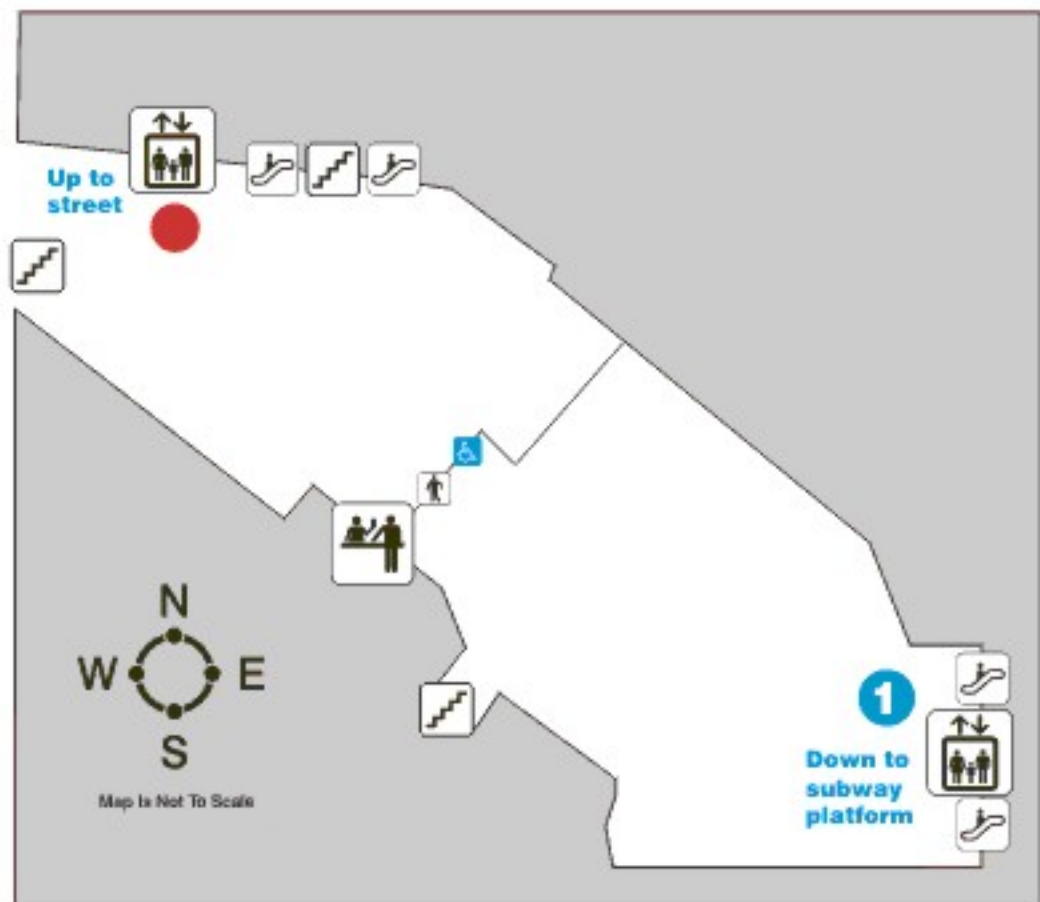 Up to
street
N
W E
S
Map Is Not To Scale
1
Down to
subway
platform